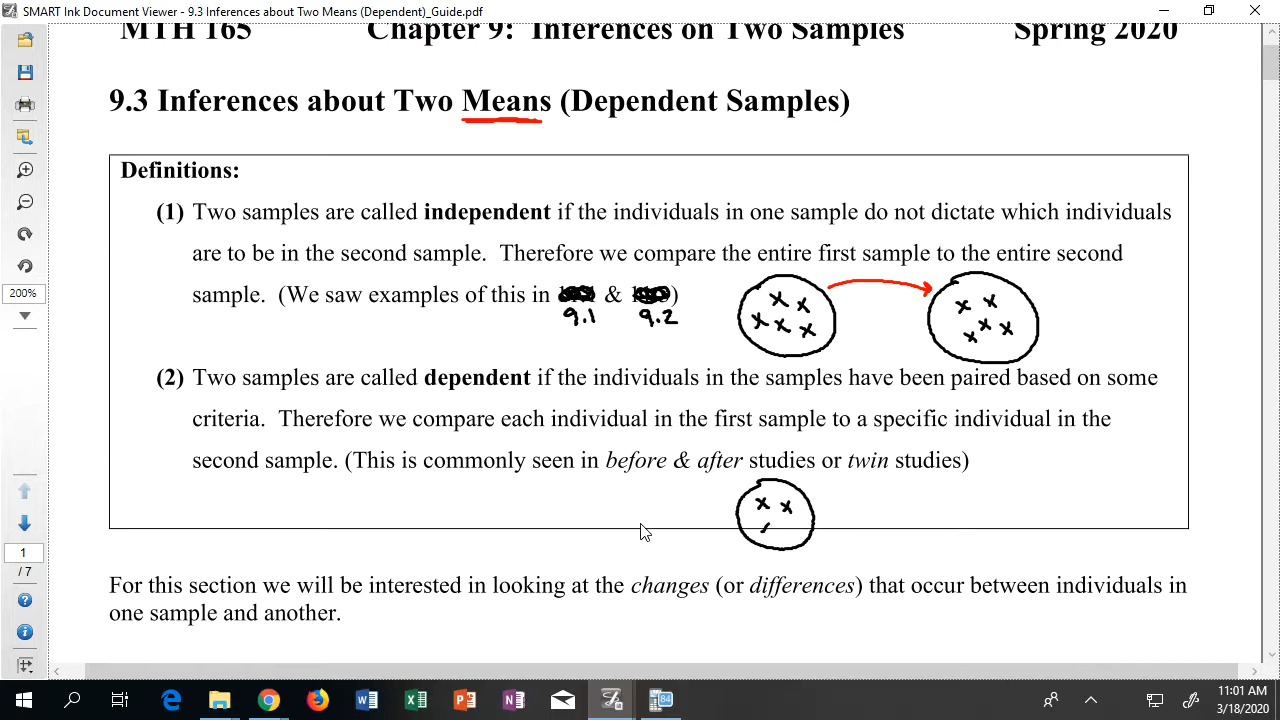 SMART Ink Document Viewer - 9.3 Inferences about Two Means (Dependent)_Guide.pdf
MTH 165 Chapter 9: Inferences on Two Samples Spring 2020
9.3 Inferences about Two Means (Dependent Samples)
Definitions:
(1) Two samples are called independent if the individuals in one sample do not dictate which individuals
are to be in the second sample. Therefore we compare the entire first sample to the entire second
sample. (We saw examples of this in & )
9.1 9.2
(2) Two samples are called dependent if the individuals in the samples have been paired based on some
criteria. Therefore we compare each individual in the first sample to a specific individual in the
second sample. (This is commonly seen in before & after studies or twin studies)
For this section we will be interested in looking at the changes (or differences) that occur between individuals in
one sample and another.
200%
1
/ 7
84
11:01 AM
3/18/2020